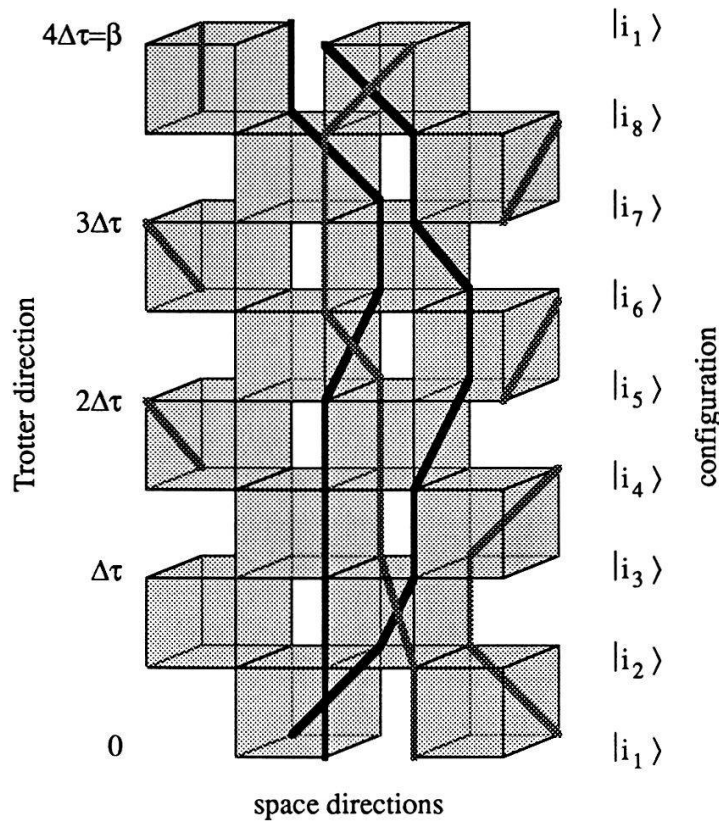 4Δτ=β
3Δτ
2Δτ
Δτ
0
Trotter direction
|i₁⟩
|i₈⟩
|i₇⟩
|i₆⟩
|i₅⟩
|i₄⟩
|i₃⟩
|i₂⟩
|i₁⟩
configuration
space directions